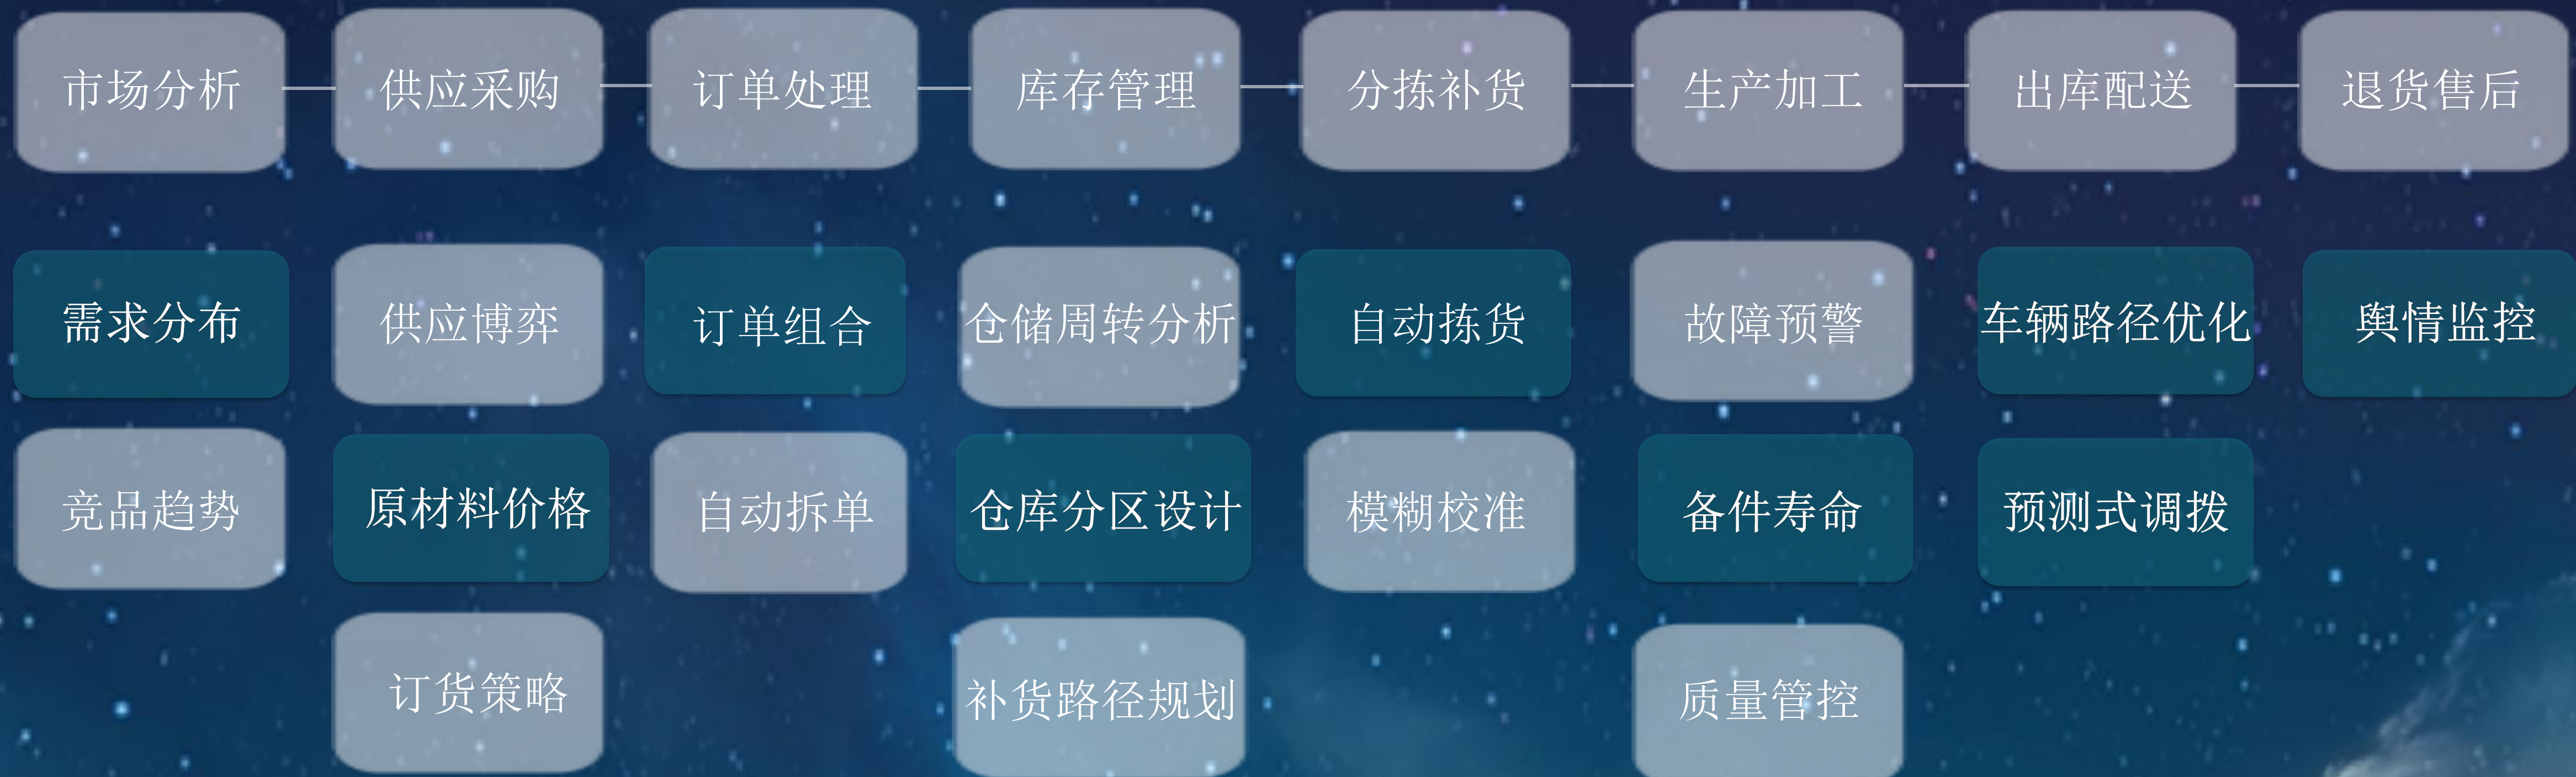 市场分析
供应采购
订单处理
库存管理
分拣补货
生产加工
出库配送
退货售后
需求分布
供应博弈
订单组合
仓储周转分析
自动拣货
故障预警
车辆路径优化
舆情监控
竞品趋势
原材料价格
自动拆单
仓库分区设计
模糊校准
备件寿命
预测式调拨
订货策略
补货路径规划
质量管控